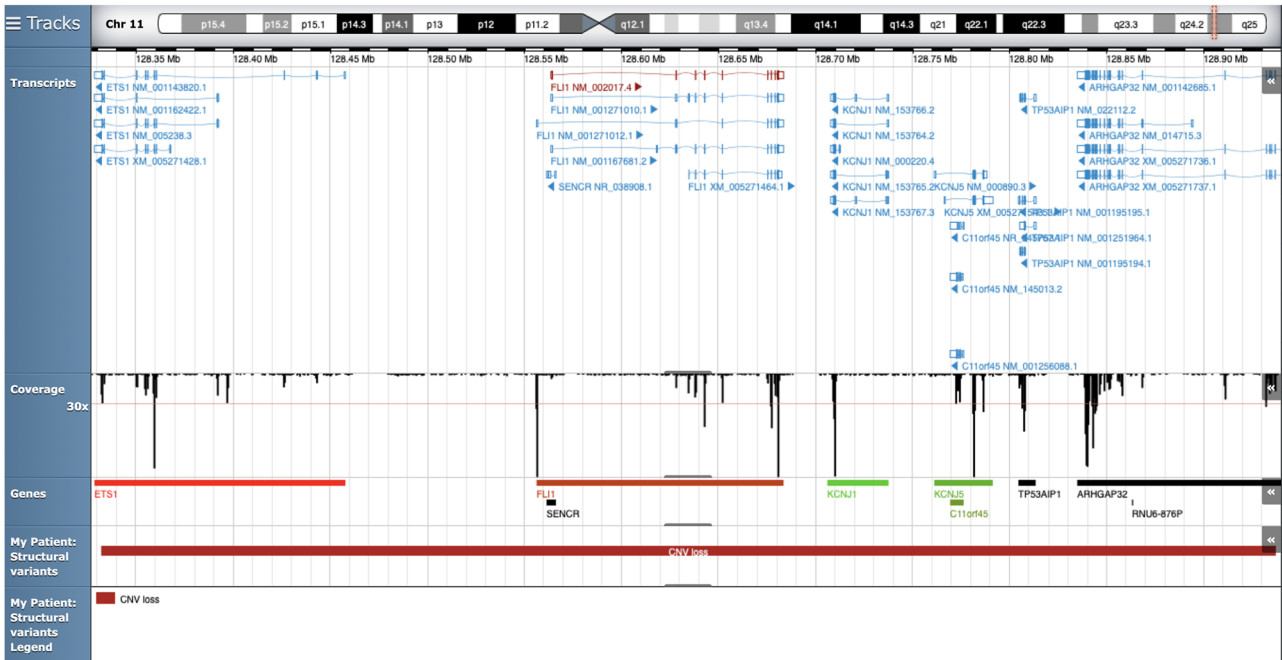 Tracks
Chr 11
p15.4 p15.2 p15.1 p14.3 p14.1 p13 p12 p11.2 q12.1 q13.4 q14.1 q14.3 q21 q22.1 q22.3 q23.3 q24.2 q25
128.35 Mb 128.40 Mb 128.50 Mb 128.55 Mb 128.60 Mb 128.65 Mb 128.70 Mb 128.75 Mb 128.80 Mb 128.85 Mb 128.90 Mb
Transcripts
ETS1 NM_001143820.1 FLI1 NM_002017.4 ARHGAP32 NM_001142685.1
ETS1 NM_001162422.1 FLI1 NM_001271010.1 KCNJ1 NM_153766.2 TP53AIP1 NM_022112.2
ETS1 NM_005238.3 FLI1 NM_001271012.1 KCNJ1 NM_153764.2 ARHGAP32 NM_014715.3
ETS1 XM_005271428.1 FLI1 NM_001167681.2 KCNJ1 NM_000220.4 ARHGAP32 XM_005271736.1
SENCR NR_038908.1 FLI1 XM_005271464.1 KCNJ1 NM_153765.2 KCNJ5 NM_000890.3 ARHGAP32 XM_005271737.1
KCNJ1 NM_153767.3 KCNJ5 TP53AIP1 NM_001195195.1
C11orf45 TP53AIP1 NM_001251964.1
TP53AIP1 NM_001195194.1
C11orf45 NM_145013.2
C11orf45 NM_001256088.1
Coverage
30x
Genes
ETS1 FLI1 KCNJ1 KCNJ5 TP53AIP1 ARHGAP32
SENCR C11orf45 RNU6-876P
My Patient:
Structural
variants
CNV loss
My Patient:
Structural
variants
Legend
CNV loss